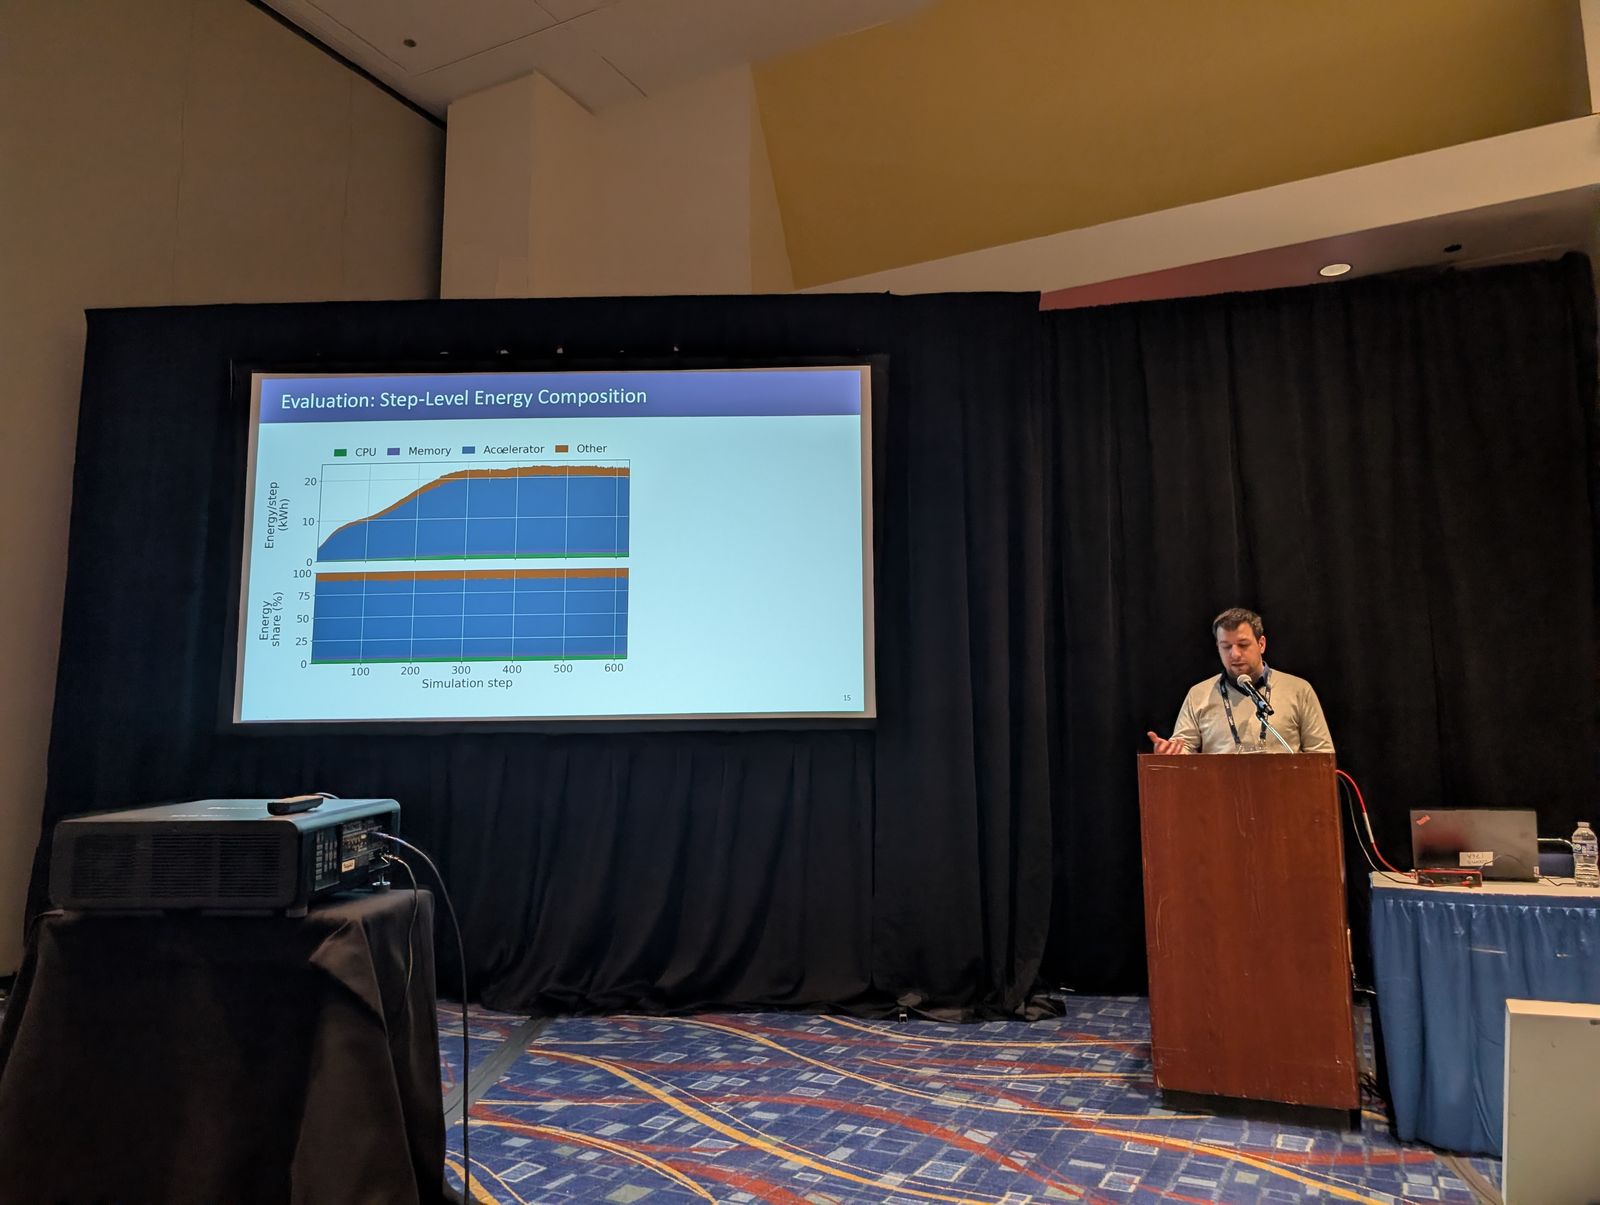 Evaluation: Step-Level Energy Composition
CPU Memory Accelerator Other
Energy/step
(kWh)
20
10
0
Energy
share (%)
100
75
50
25
0
100 200 300 400 500 600
Simulation step
15